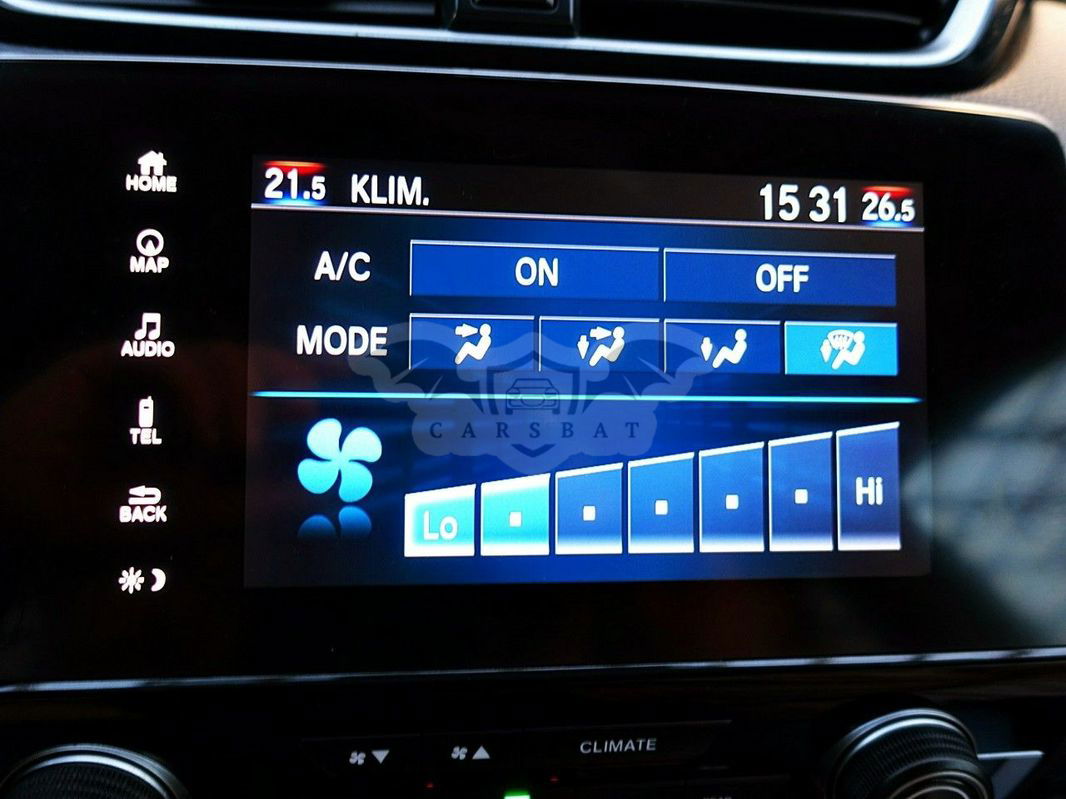 HOME
MAP
AUDIO
TEL
BACK
21.5 KLIM. 15 31 26.5
A/C ON OFF
MODE
CARSBAT
Lo Hi
CLIMATE